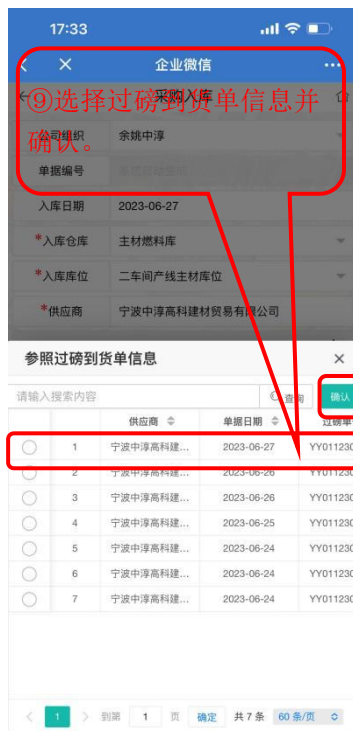 17:33
企业微信
采购入库
⑨选择过磅到货单信息并
确认。
公司组织 余姚中淳
单据编号
入库日期 2023-06-27
*入库仓库 主材燃料库
*入库库位 二车间产线主材库位
*供应商 宁波中淳高科建材贸易有限公司
参照过磅到货单信息
请输入搜索内容 查询 确认
供应商 单据日期 过磅单
1 宁波中淳高科建... 2023-06-27 YY011230
2 宁波中淳高科建... 2023-06-26 YY011230
3 宁波中淳高科建... 2023-06-26 YY011230
4 宁波中淳高科建... 2023-06-25 YY011230
5 宁波中淳高科建... 2023-06-24 YY011230
6 宁波中淳高科建... 2023-06-24 YY011230
7 宁波中淳高科建... 2023-06-24 YY011230
< 1 > 到第 1 页 确定 共 7 条 60 条/页